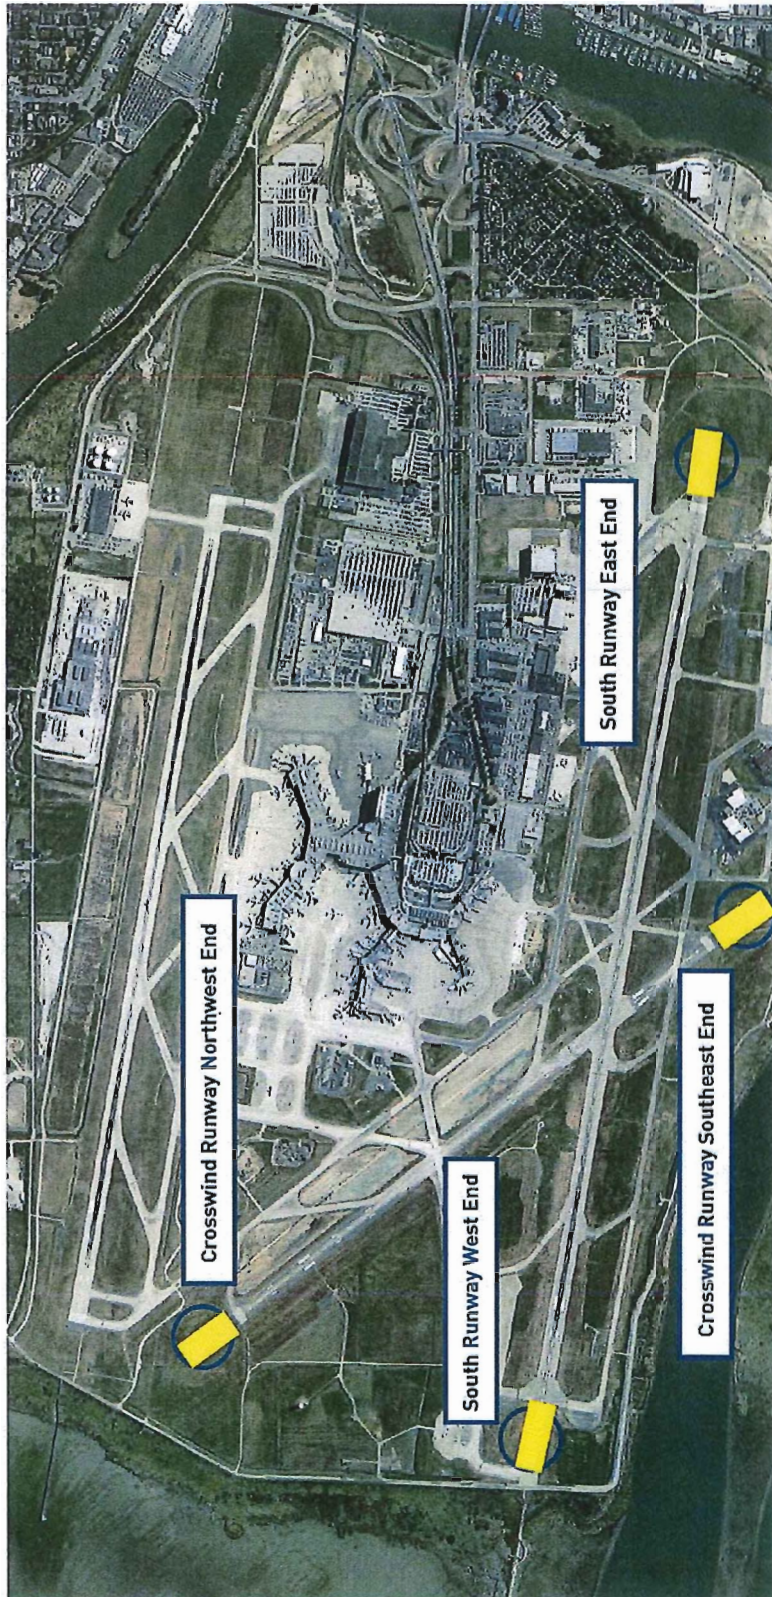 Crosswind Runway Northwest End
South Runway West End
South Runway East End
Crosswind Runway Southeast End